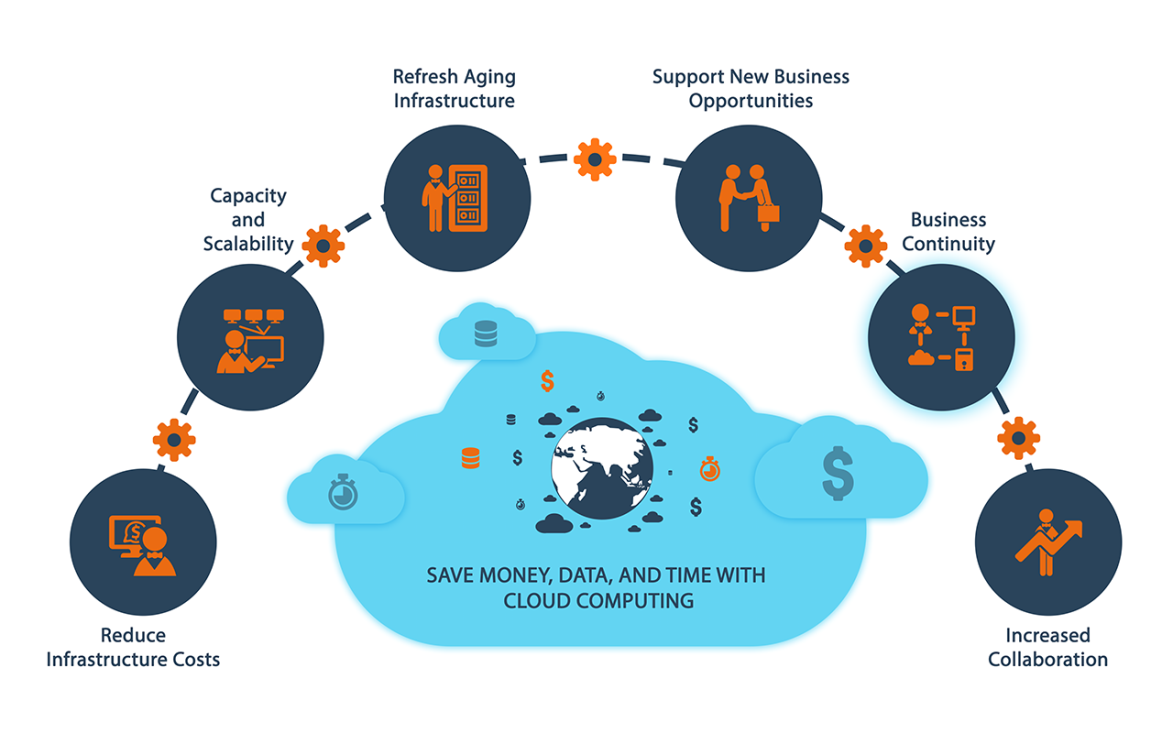 Refresh Aging
Infrastructure
Support New Business
Opportunities
Capacity
and
Scalability
Business
Continuity
$
$
$
$
$
$
SAVE MONEY, DATA, AND TIME WITH
CLOUD COMPUTING
Reduce
Infrastructure Costs
Increased
Collaboration